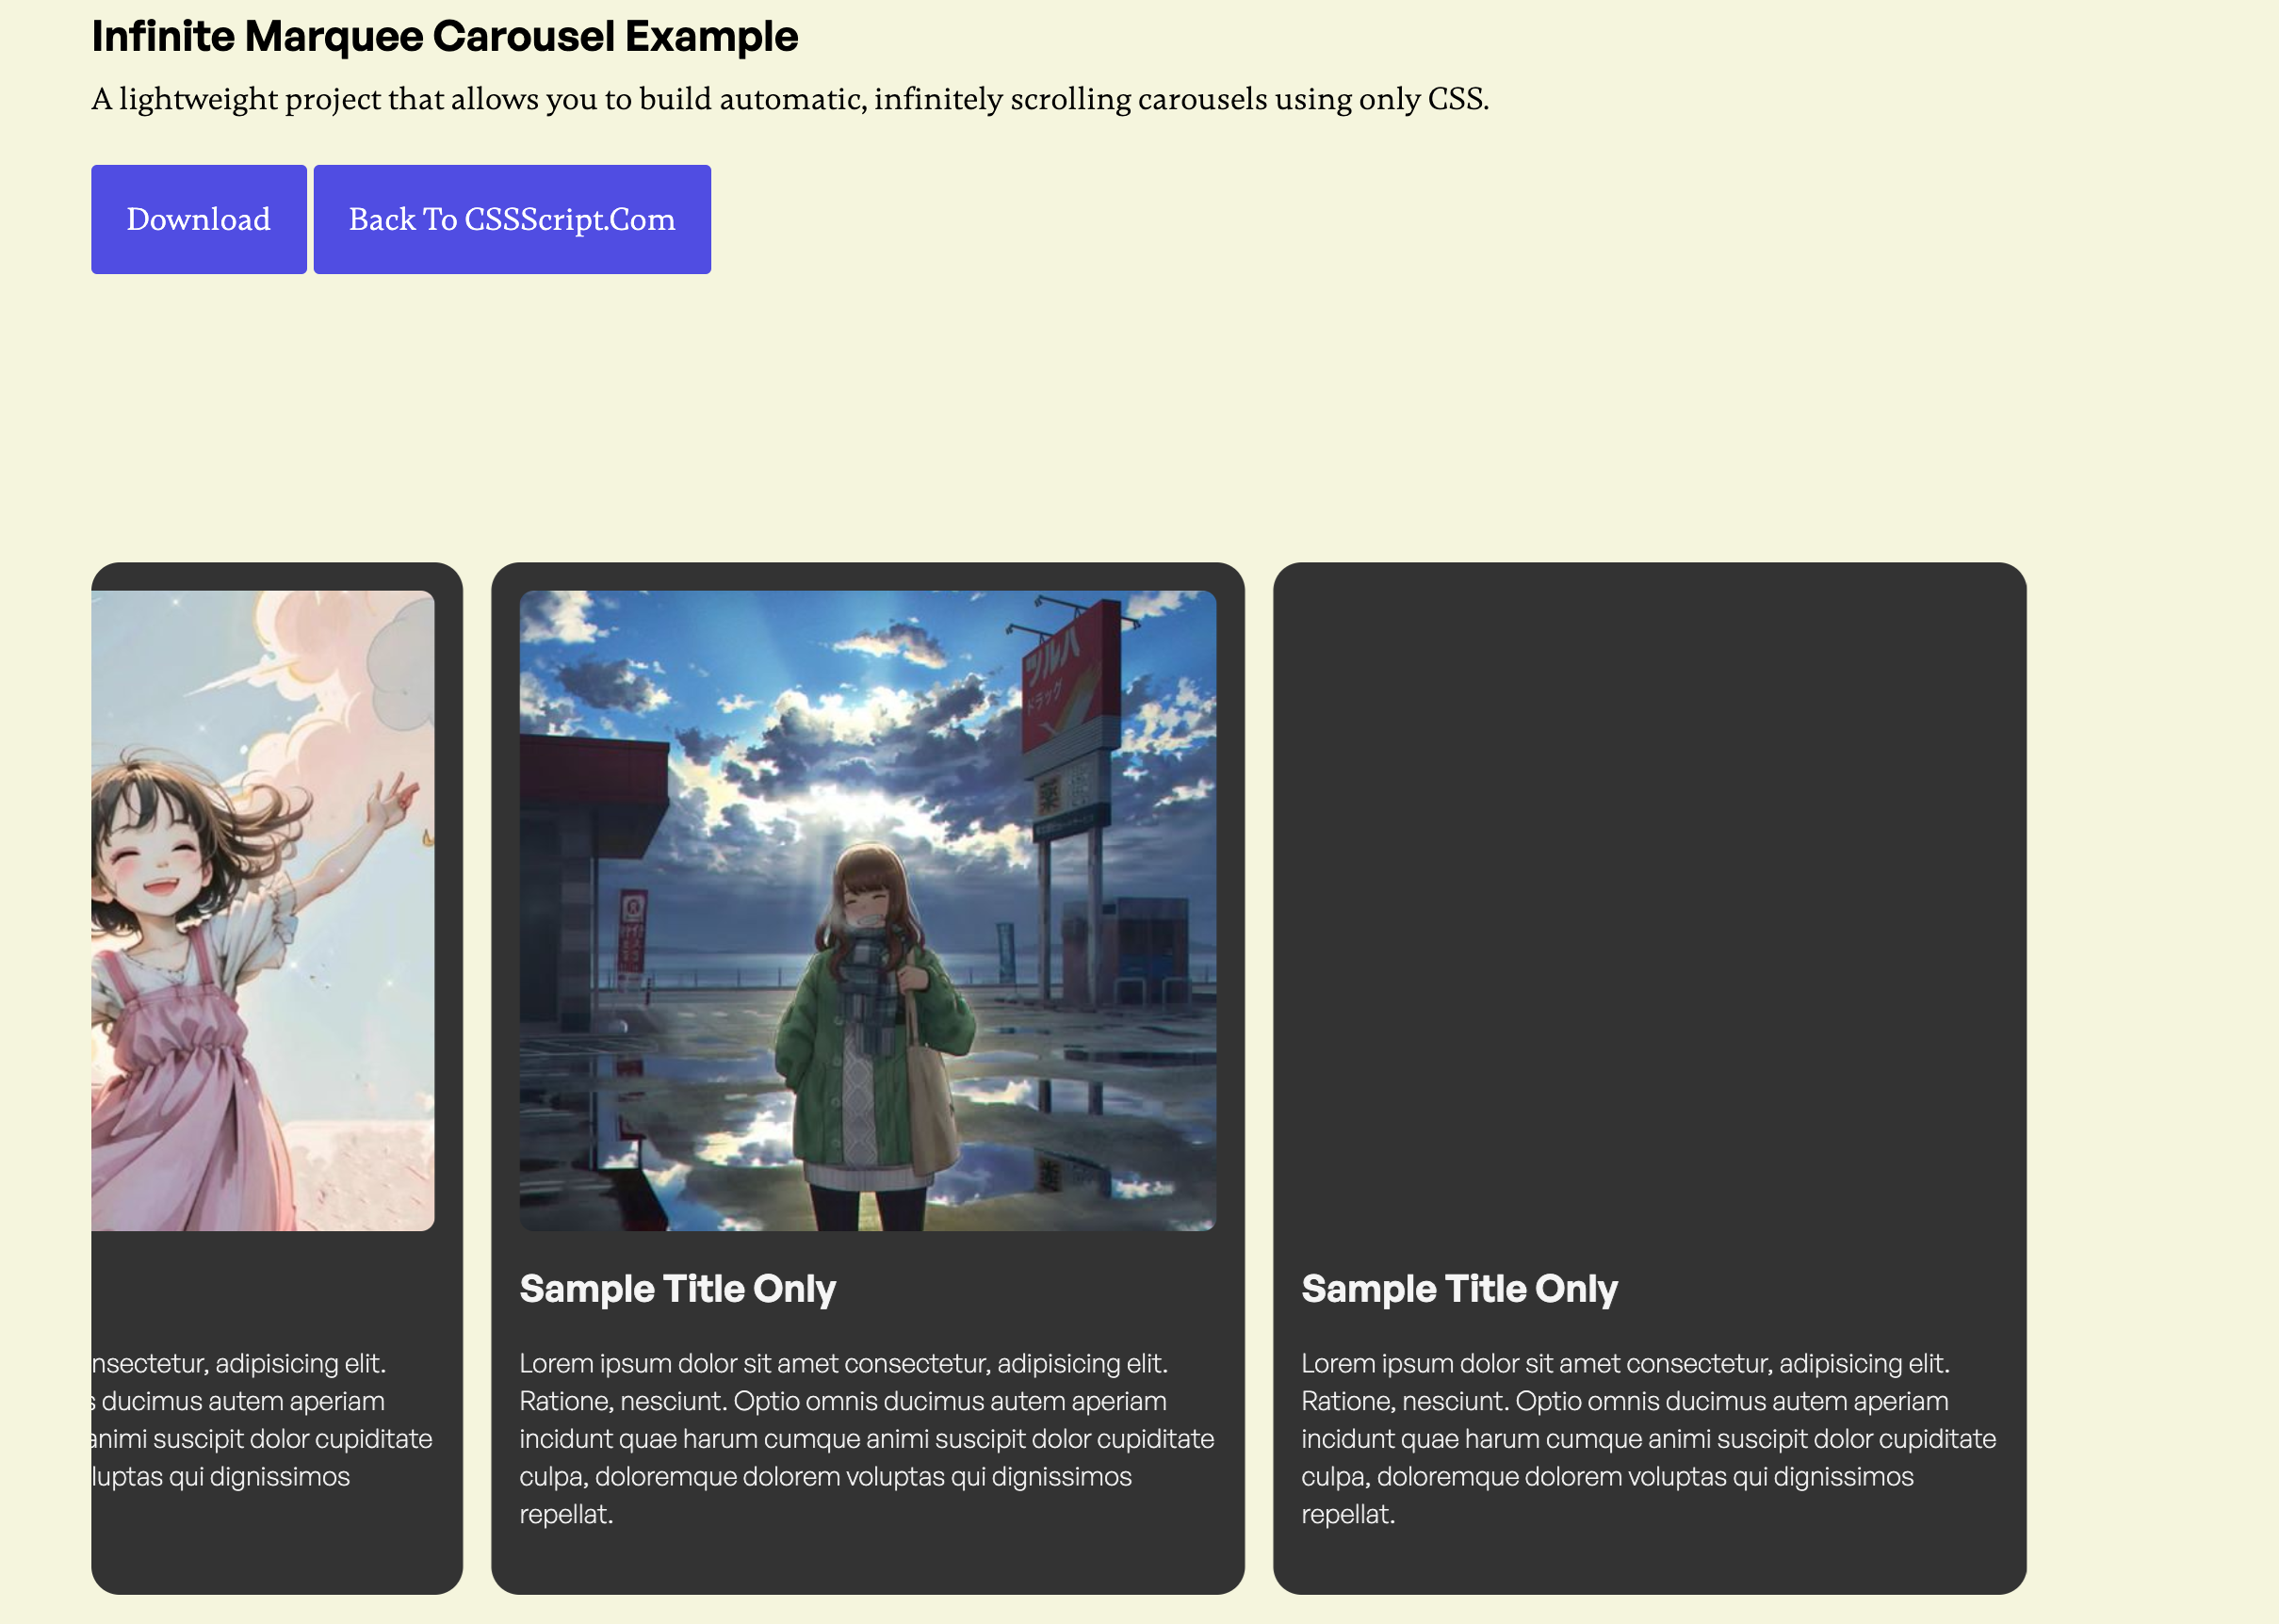 Infinite Marquee Carousel Example
A lightweight project that allows you to build automatic, infinitely scrolling carousels using only CSS.
Download
Back To CSSScript.Com
ツルハ
ドラッグ
薬
nsectetur, adipisicing elit.
s ducimus autem aperiam
animi suscipit dolor cupiditate
luptas qui dignissimos
Sample Title Only
Lorem ipsum dolor sit amet consectetur, adipisicing elit.
Ratione, nesciunt. Optio omnis ducimus autem aperiam
incidunt quae harum cumque animi suscipit dolor cupiditate
culpa, doloremque dolorem voluptas qui dignissimos
repellat.
Sample Title Only
Lorem ipsum dolor sit amet consectetur, adipisicing elit.
Ratione, nesciunt. Optio omnis ducimus autem aperiam
incidunt quae harum cumque animi suscipit dolor cupiditate
culpa, doloremque dolorem voluptas qui dignissimos
repellat.